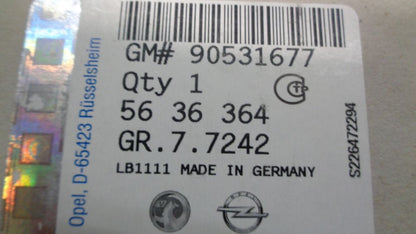 GM# 90531677
Qty 1
56 36 364
GR.7.7242
LB1111 MADE IN GERMANY
Opel, D-65423 Rüsselsheim
S226472294